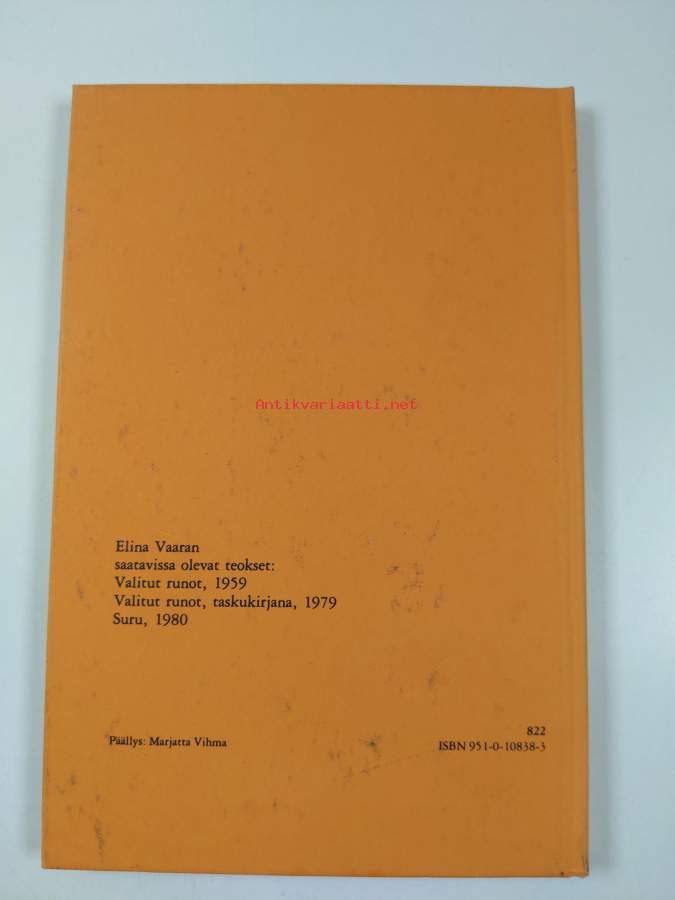 Antikvariaatti.net
Elina Vaaran
saatavissa olevat teokset:
Valitut runot, 1959
Valitut runot, taskukirjana, 1979
Suru, 1980
822
Päällys: Marjatta Vihma
ISBN 951-0-10838-3